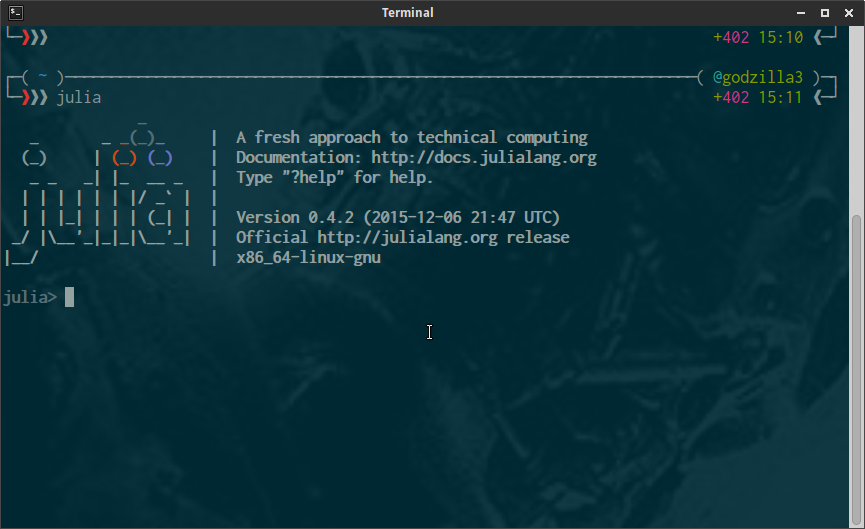 Terminal
└─❯❯❯ +402 15:10 ❮─┘
┌─( ~ )─────────────────────────────────────────( @godzilla3 )─┐
└─❯❯❯ julia +402 15:11 ❮─┘
               _
   _       _ _(_)_     |  A fresh approach to technical computing
  (_)     | (_) (_)    |  Documentation: http://docs.julialang.org
   _ _   _| |_  __ _   |  Type "?help" for help.
  | | | | | | |/ _` |  |
  | | |_| | | | (_| |  |  Version 0.4.2 (2015-12-06 21:47 UTC)
 _/ |\__'_|_|_|\__'_|  |  Official http://julialang.org release
|__/                   |  x86_64-linux-gnu
julia>